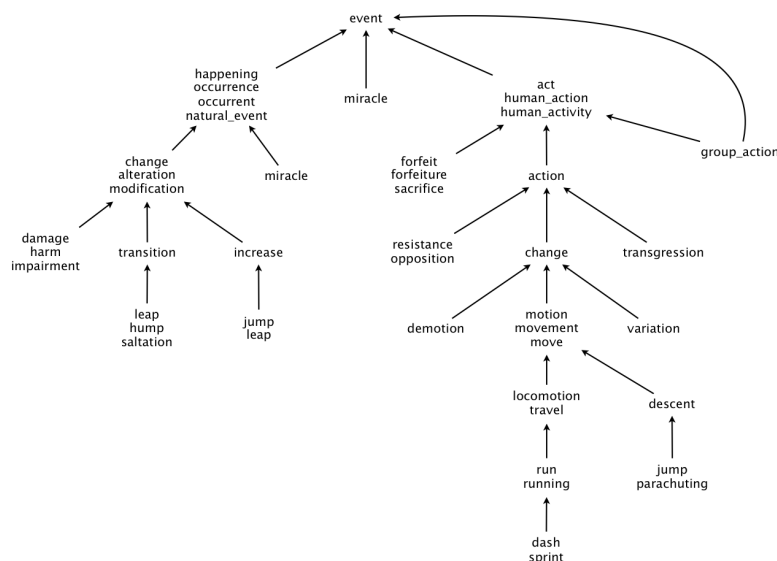 event
happening
occurrence
occurrent
natural_event
miracle
act
human_action
human_activity
group_action
change
alteration
modification
miracle
forfeit
forfeiture
sacrifice
action
damage
harm
impairment
transition
increase
resistance
opposition
change
transgression
leap
hump
saltation
jump
leap
demotion
motion
movement
move
variation
locomotion
travel
descent
run
running
jump
parachuting
dash
sprint